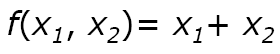 f(x₁, x₂)= x₁+ x₂